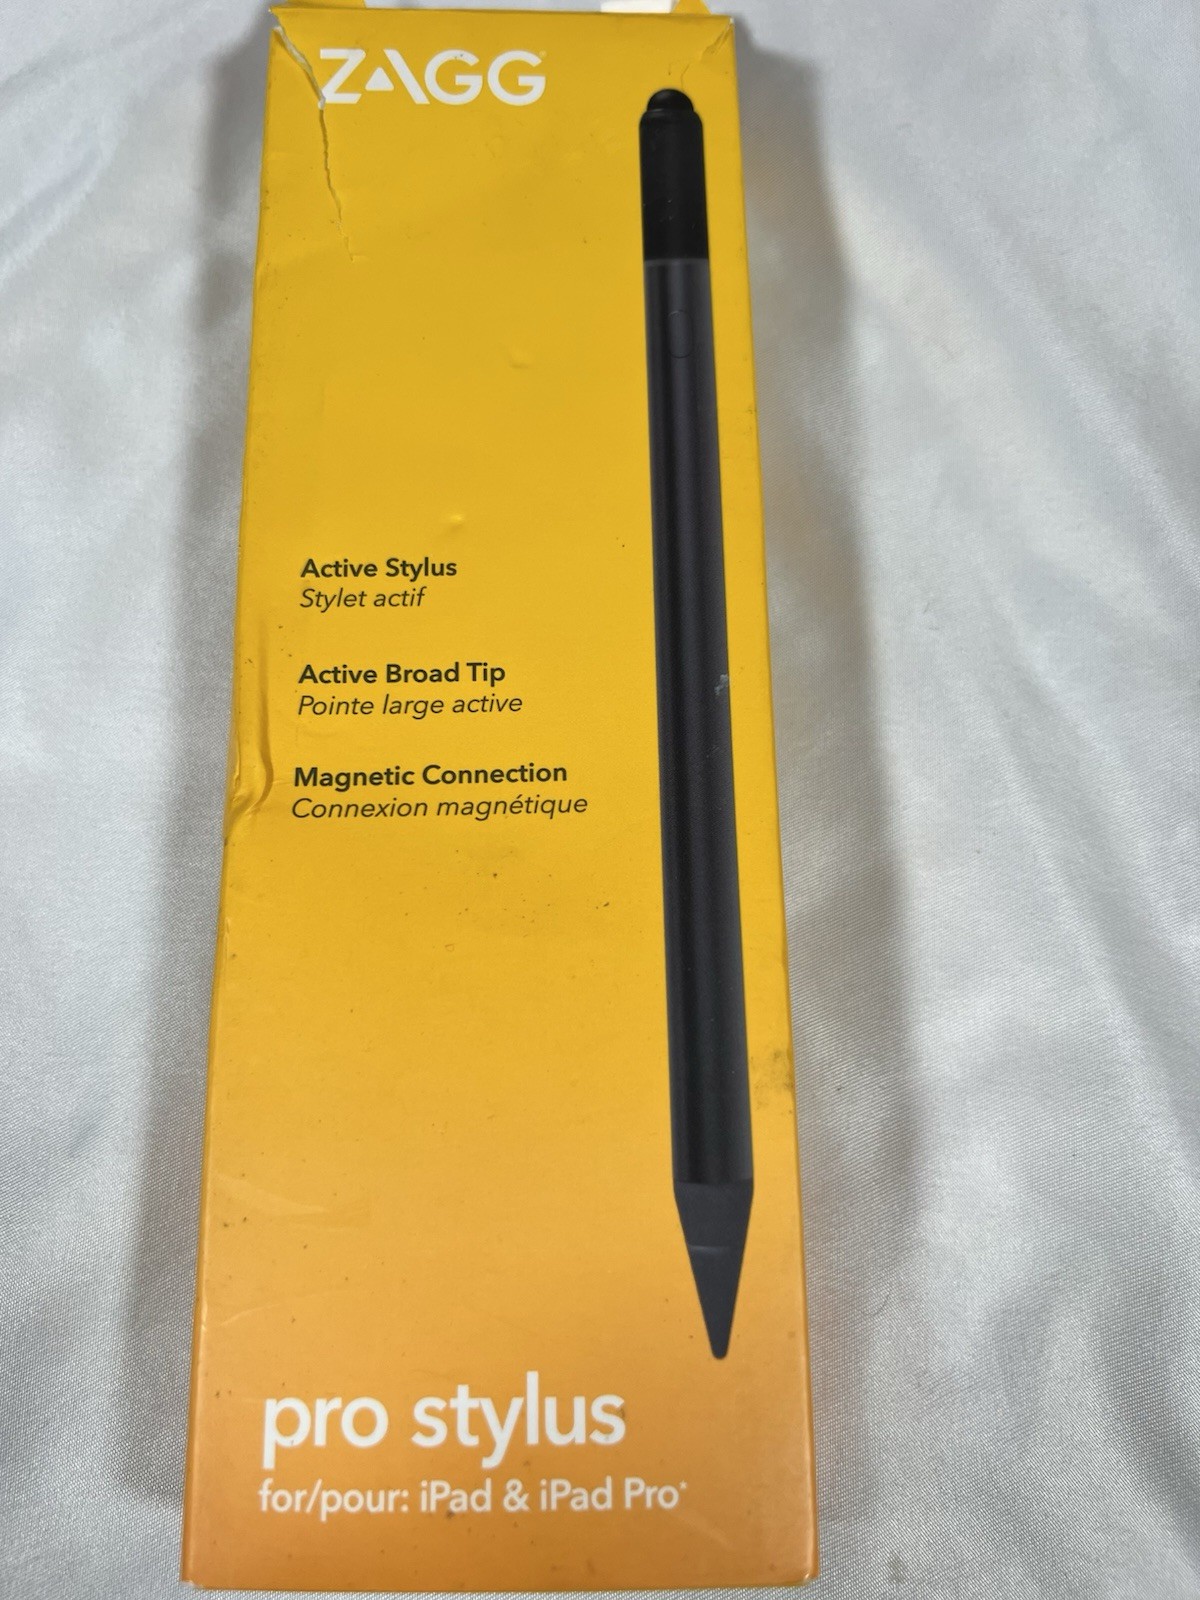 ZAGG
Active Stylus
Stylet actif
Active Broad Tip
Pointe large active
Magnetic Connection
Connexion magnétique
pro stylus
for/pour: iPad & iPad Pro*